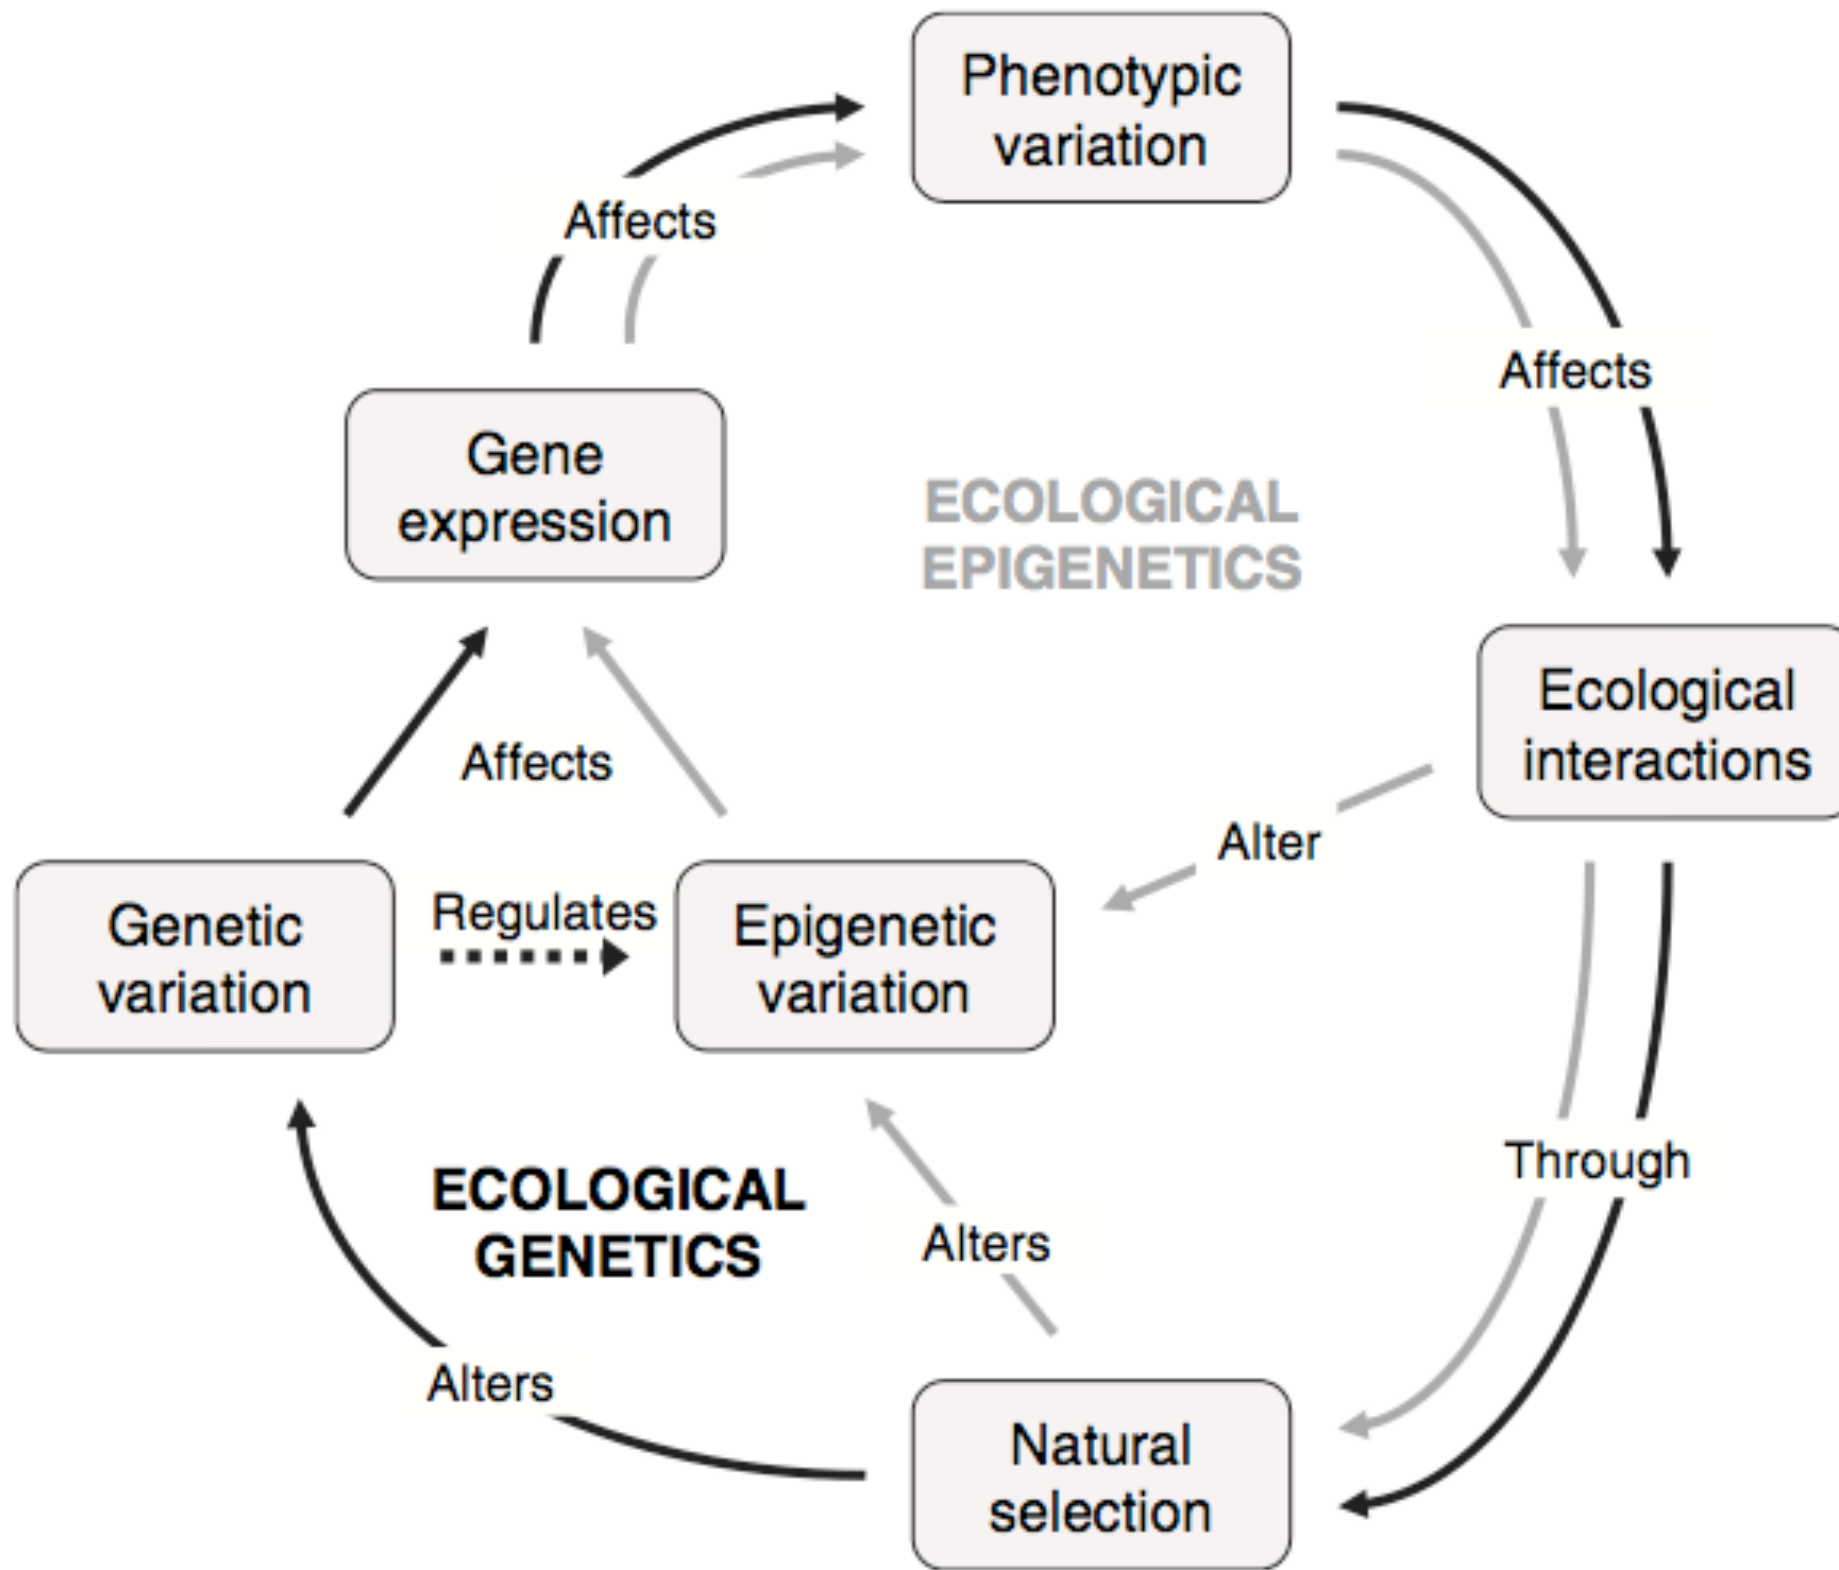 Phenotypic
variation
Affects
Affects
Gene
expression
ECOLOGICAL
EPIGENETICS
Ecological
interactions
Affects
Alter
Genetic
variation
Regulates
Epigenetic
variation
Through
ECOLOGICAL
GENETICS
Alters
Alters
Natural
selection